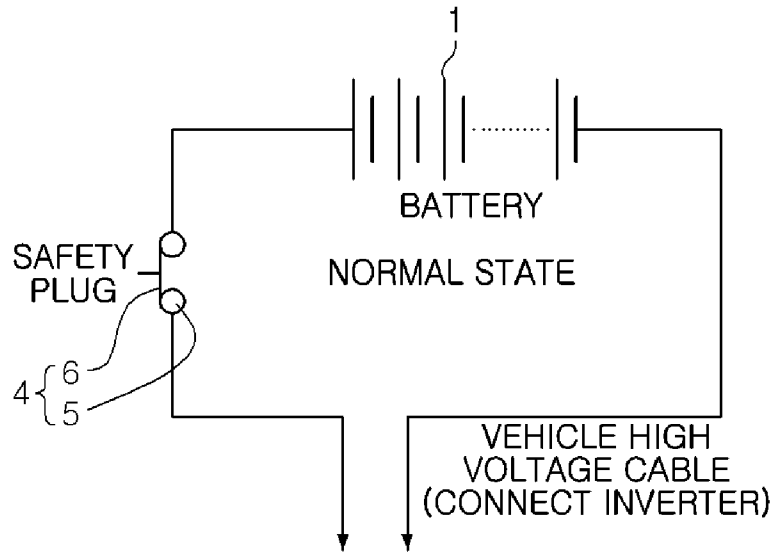 1
BATTERY
SAFETY
PLUG
NORMAL STATE
4 { 6
5
VEHICLE HIGH
VOLTAGE CABLE
(CONNECT INVERTER)